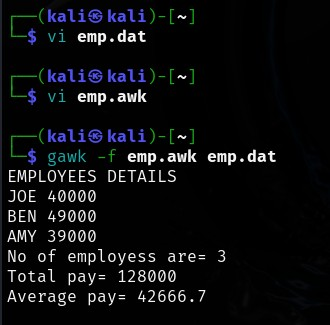 ┌──(kali㉿kali)-[~]
└─$ vi emp.dat
┌──(kali㉿kali)-[~]
└─$ vi emp.awk
┌──(kali㉿kali)-[~]
└─$ gawk -f emp.awk emp.dat
EMPLOYEES DETAILS
JOE 40000
BEN 49000
AMY 39000
No of employess are= 3
Total pay= 128000
Average pay= 42666.7